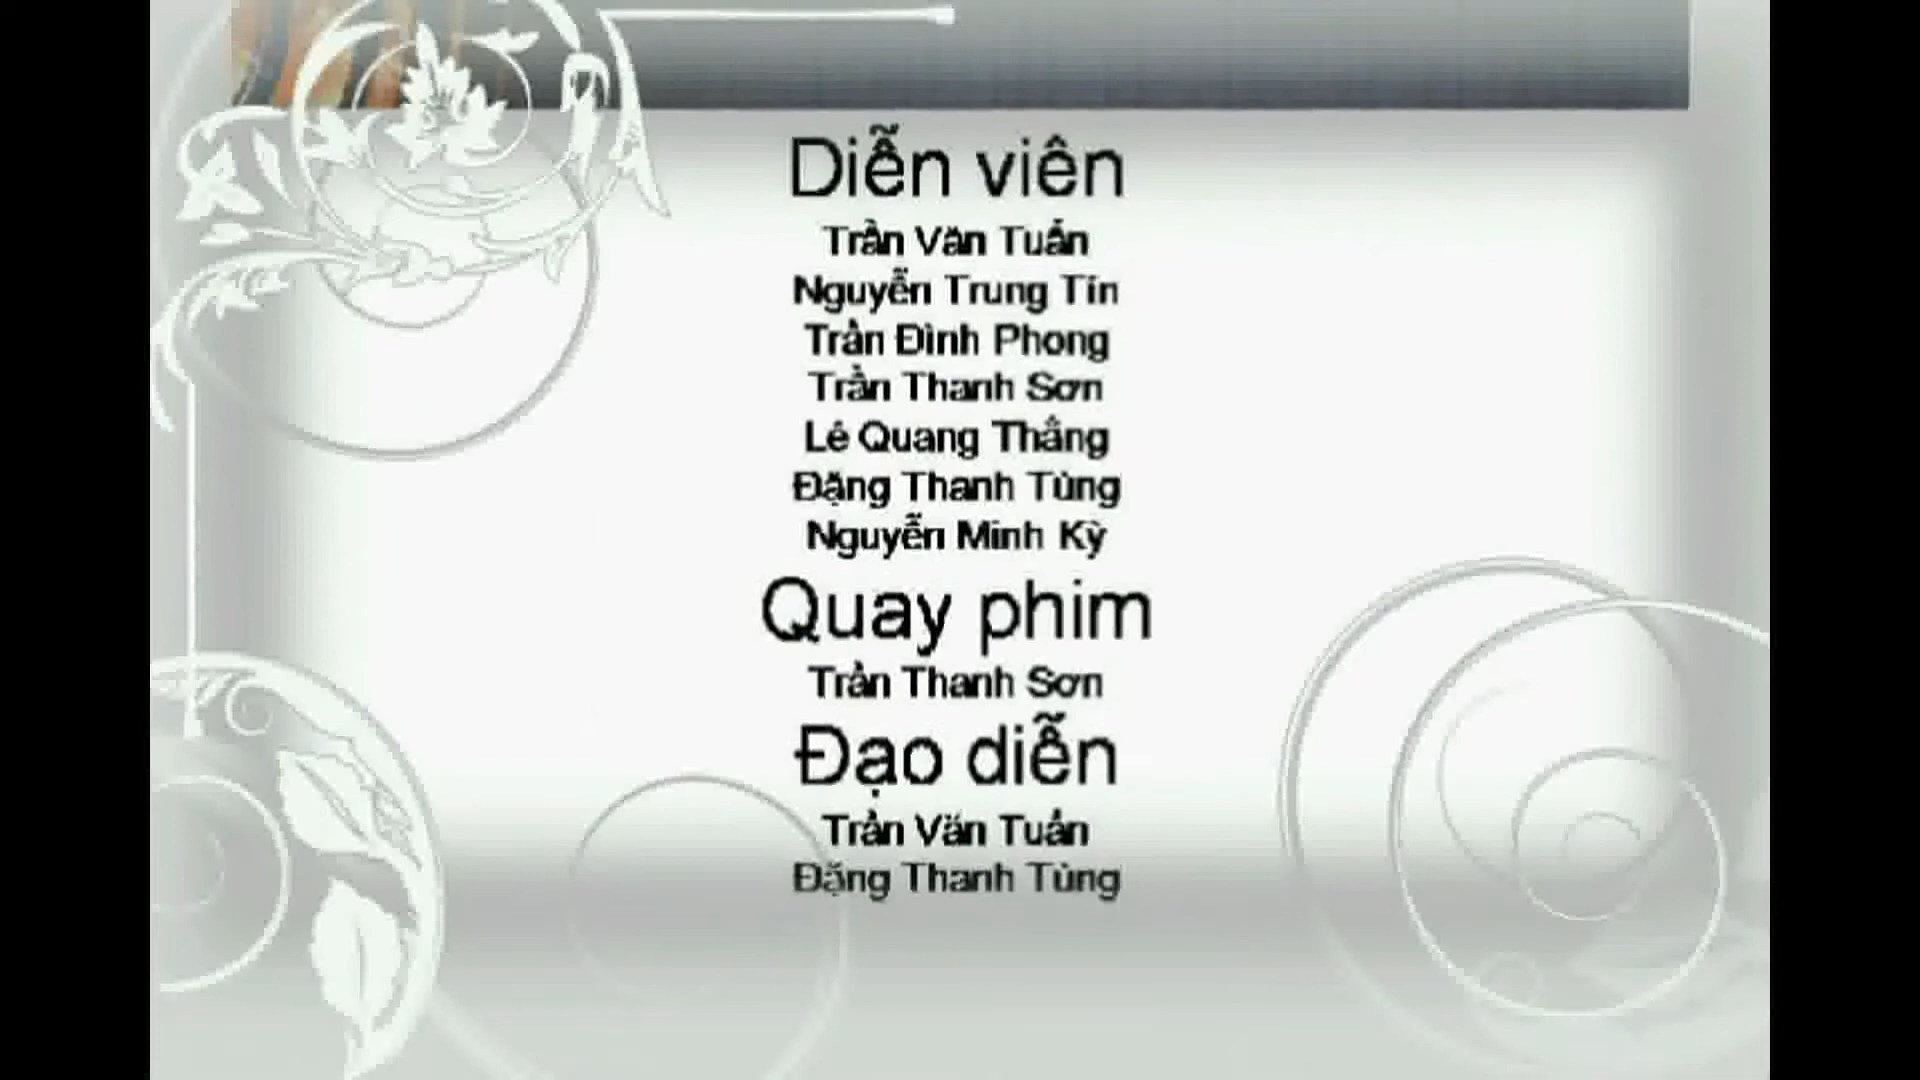 Diễn viên
Trần Văn Tuấn
Nguyễn Trung Tín
Trần Đình Phong
Trần Thanh Sơn
Lê Quang Thắng
Đặng Thanh Tùng
Nguyễn Minh Kỳ
Quay phim
Trần Thanh Sơn
Đạo diễn
Trần Văn Tuấn
Đặng Thanh Tùng